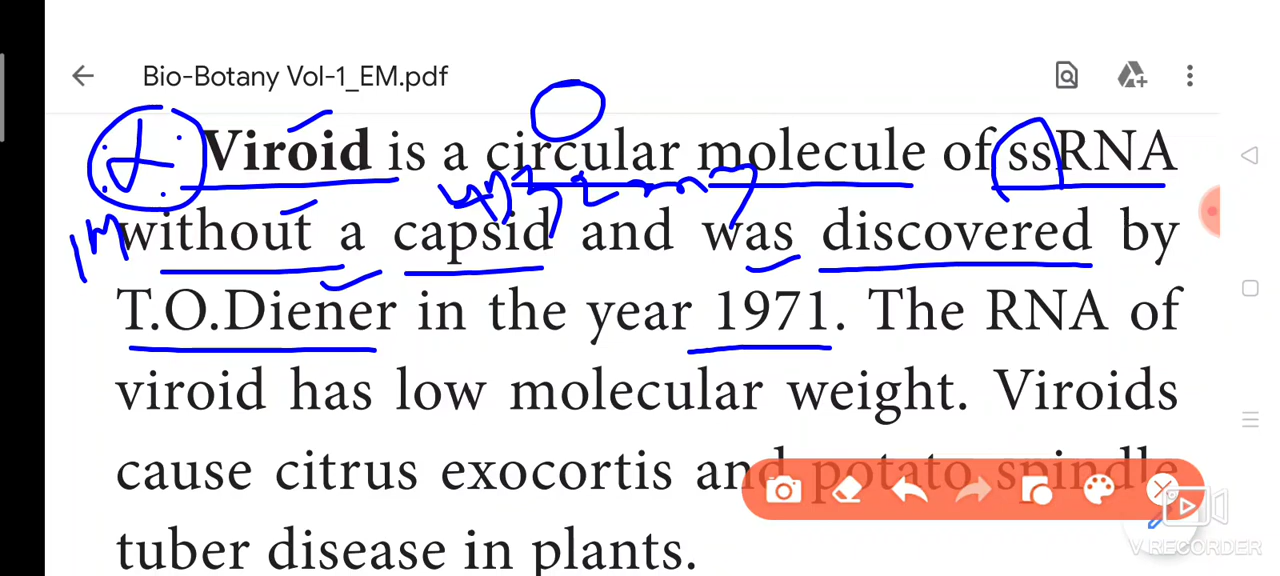 Bio-Botany Vol-1_EM.pdf
Viroid is a circular molecule of ssRNA
without a capsid and was discovered by
T.O.Diener in the year 1971. The RNA of
viroid has low molecular weight. Viroids
cause citrus exocortis and potato spindle
tuber disease in plants.
1M
V RECORDER